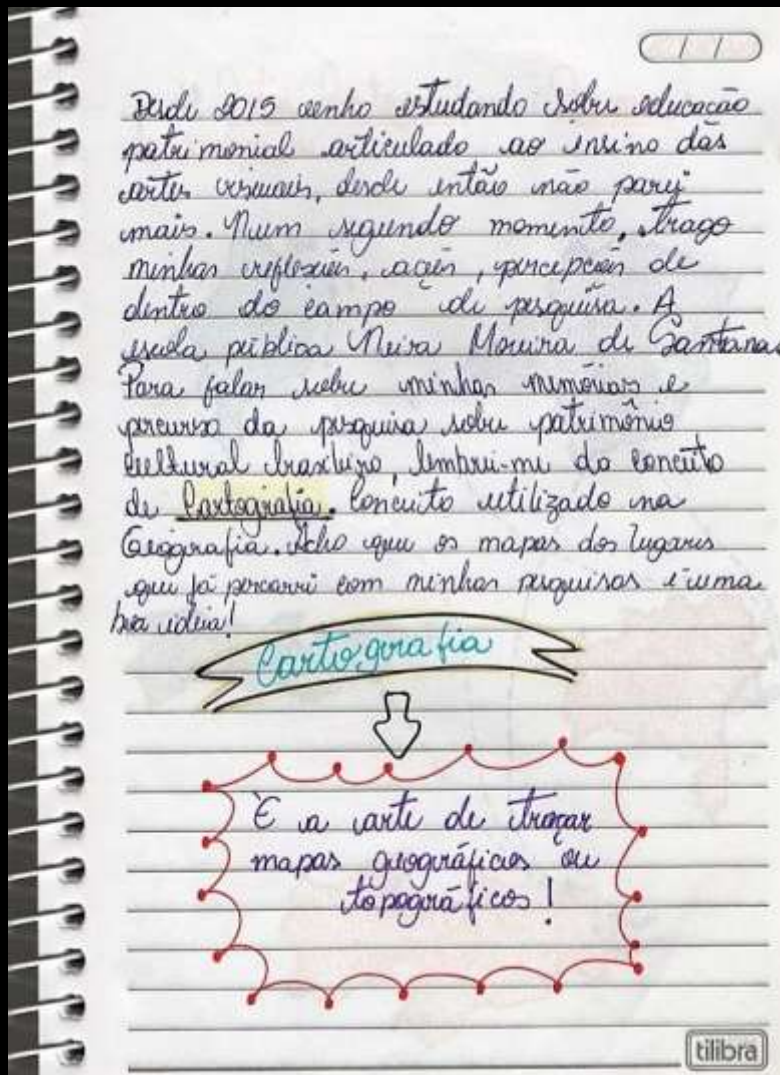 / /
Desde 2015 venho estudando sobre educação
patrimonial articulado ao ensino das
artes visuais, desde então não parei
mais. Num segundo momento, trago
minhas reflexões, ações, percepções de
dentro do campo de pesquisa. A
escola pública Neira Moreira de Santana.
Para falar sobre minhas memórias e
percurso da pesquisa sobre patrimônio
cultural brasileiro, lembrei-me do conceito
de Cartografia. Conceito utilizado na
Geografia. Acho que os mapas dos lugares
que já percorri com minhas pesquisas é uma
boa ideia!
Cartografia
É a arte de traçar
mapas geográficos ou
topográficos!
tilibra